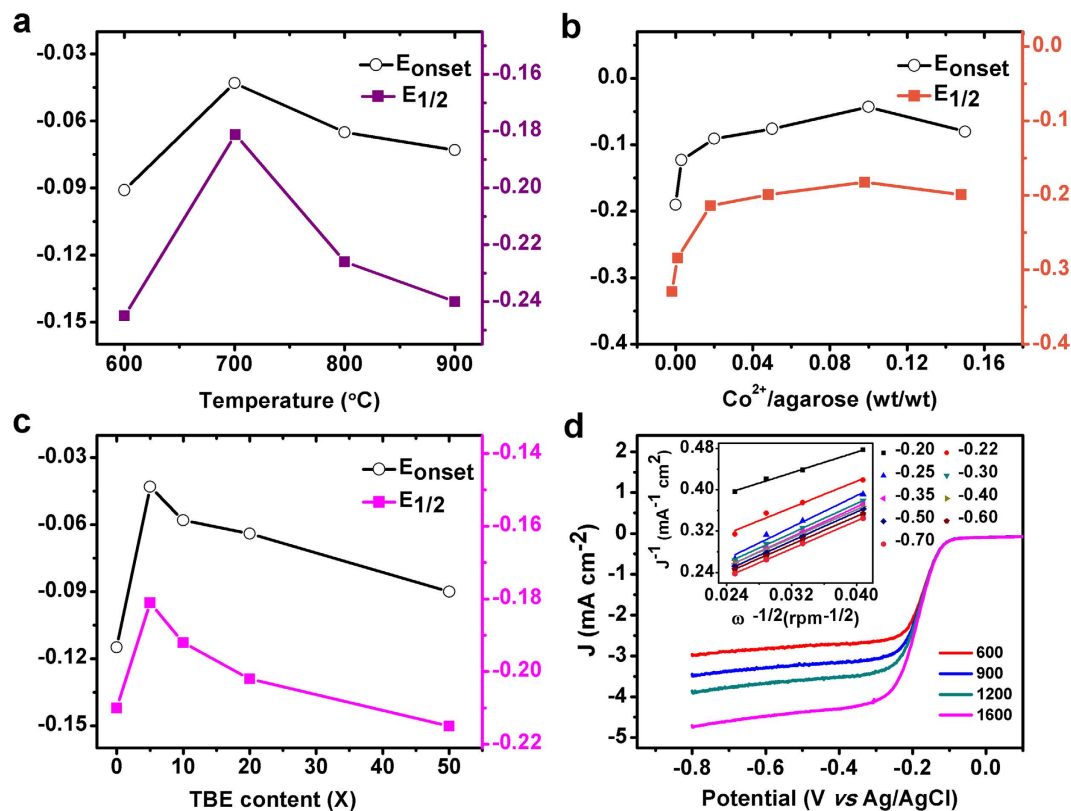 a
-0.03
-0.06
-0.09
-0.12
-0.15
600 700 800 900
Temperature (°C)
-0.16
-0.18
-0.20
-0.22
-0.24
Eonset
E1/2
b
0.0
-0.1
-0.2
-0.3
-0.4
0.00 0.04 0.08 0.12 0.16
Co2+/agarose (wt/wt)
0.0
-0.1
-0.2
-0.3
-0.4
Eonset
E1/2
c
-0.03
-0.06
-0.09
-0.12
-0.15
0 10 20 30 40 50
TBE content (X)
-0.14
-0.16
-0.18
-0.20
-0.22
Eonset
E1/2
d
2
1
0
-1
-2
-3
-4
-5
J (mA cm-2)
-0.8 -0.6 -0.4 -0.2 0.0
Potential (V vs Ag/AgCl)
0.48
0.40
0.32
0.24
J-1 (mA-1 cm2)
0.024 0.032 0.040
ω -1/2(rpm-1/2)
-0.20 -0.22
-0.25 -0.30
-0.35 -0.40
-0.50 -0.60
-0.70
600
900
1200
1600